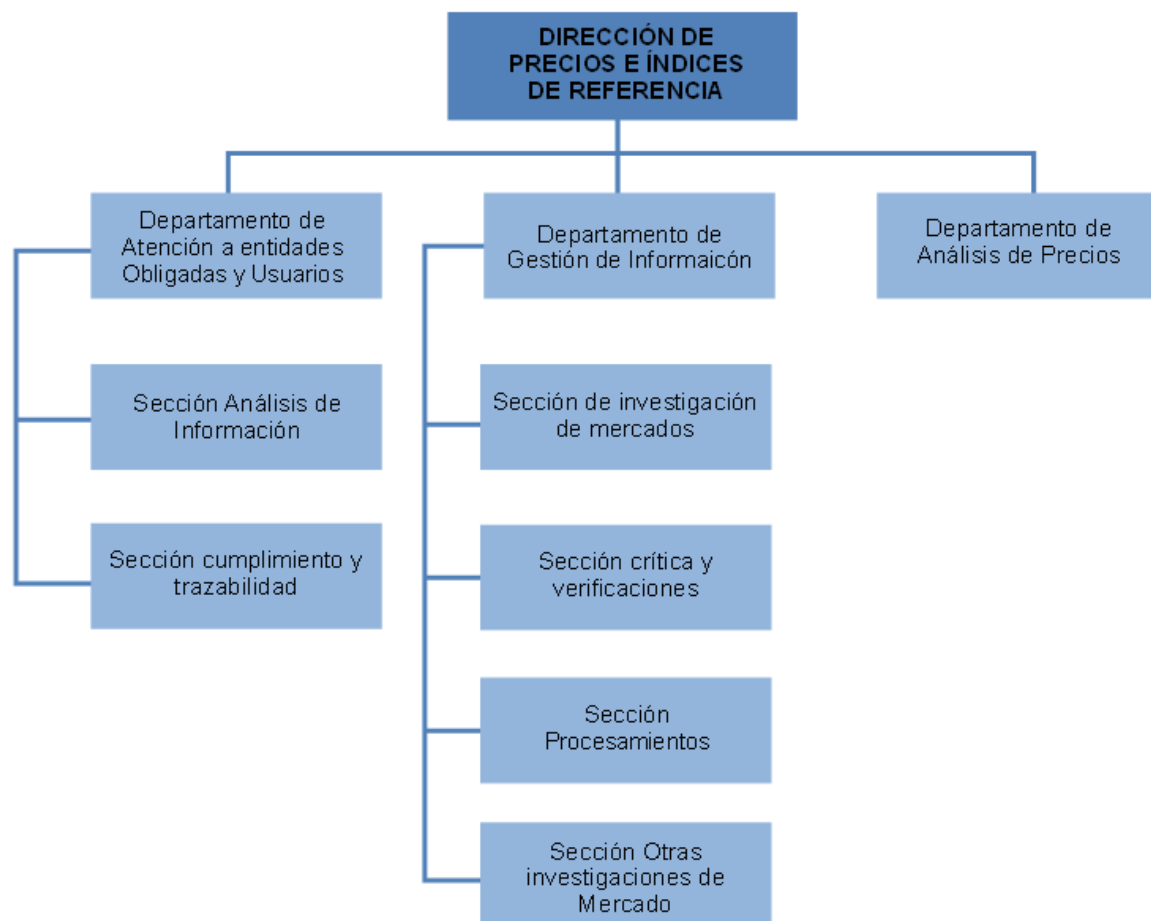 DIRECCIÓN DE
PRECIOS E ÍNDICES
DE REFERENCIA
Departamento de
Atención a entidades
Obligadas y Usuarios
Departamento de
Gestión de Informaicón
Departamento de
Análisis de Precios
Sección Análisis de
Información
Sección de investigación
de mercados
Sección cumplimiento y
trazabilidad
Sección crítica y
verificaciones
Sección
Procesamientos
Sección Otras
investigaciones de
Mercado